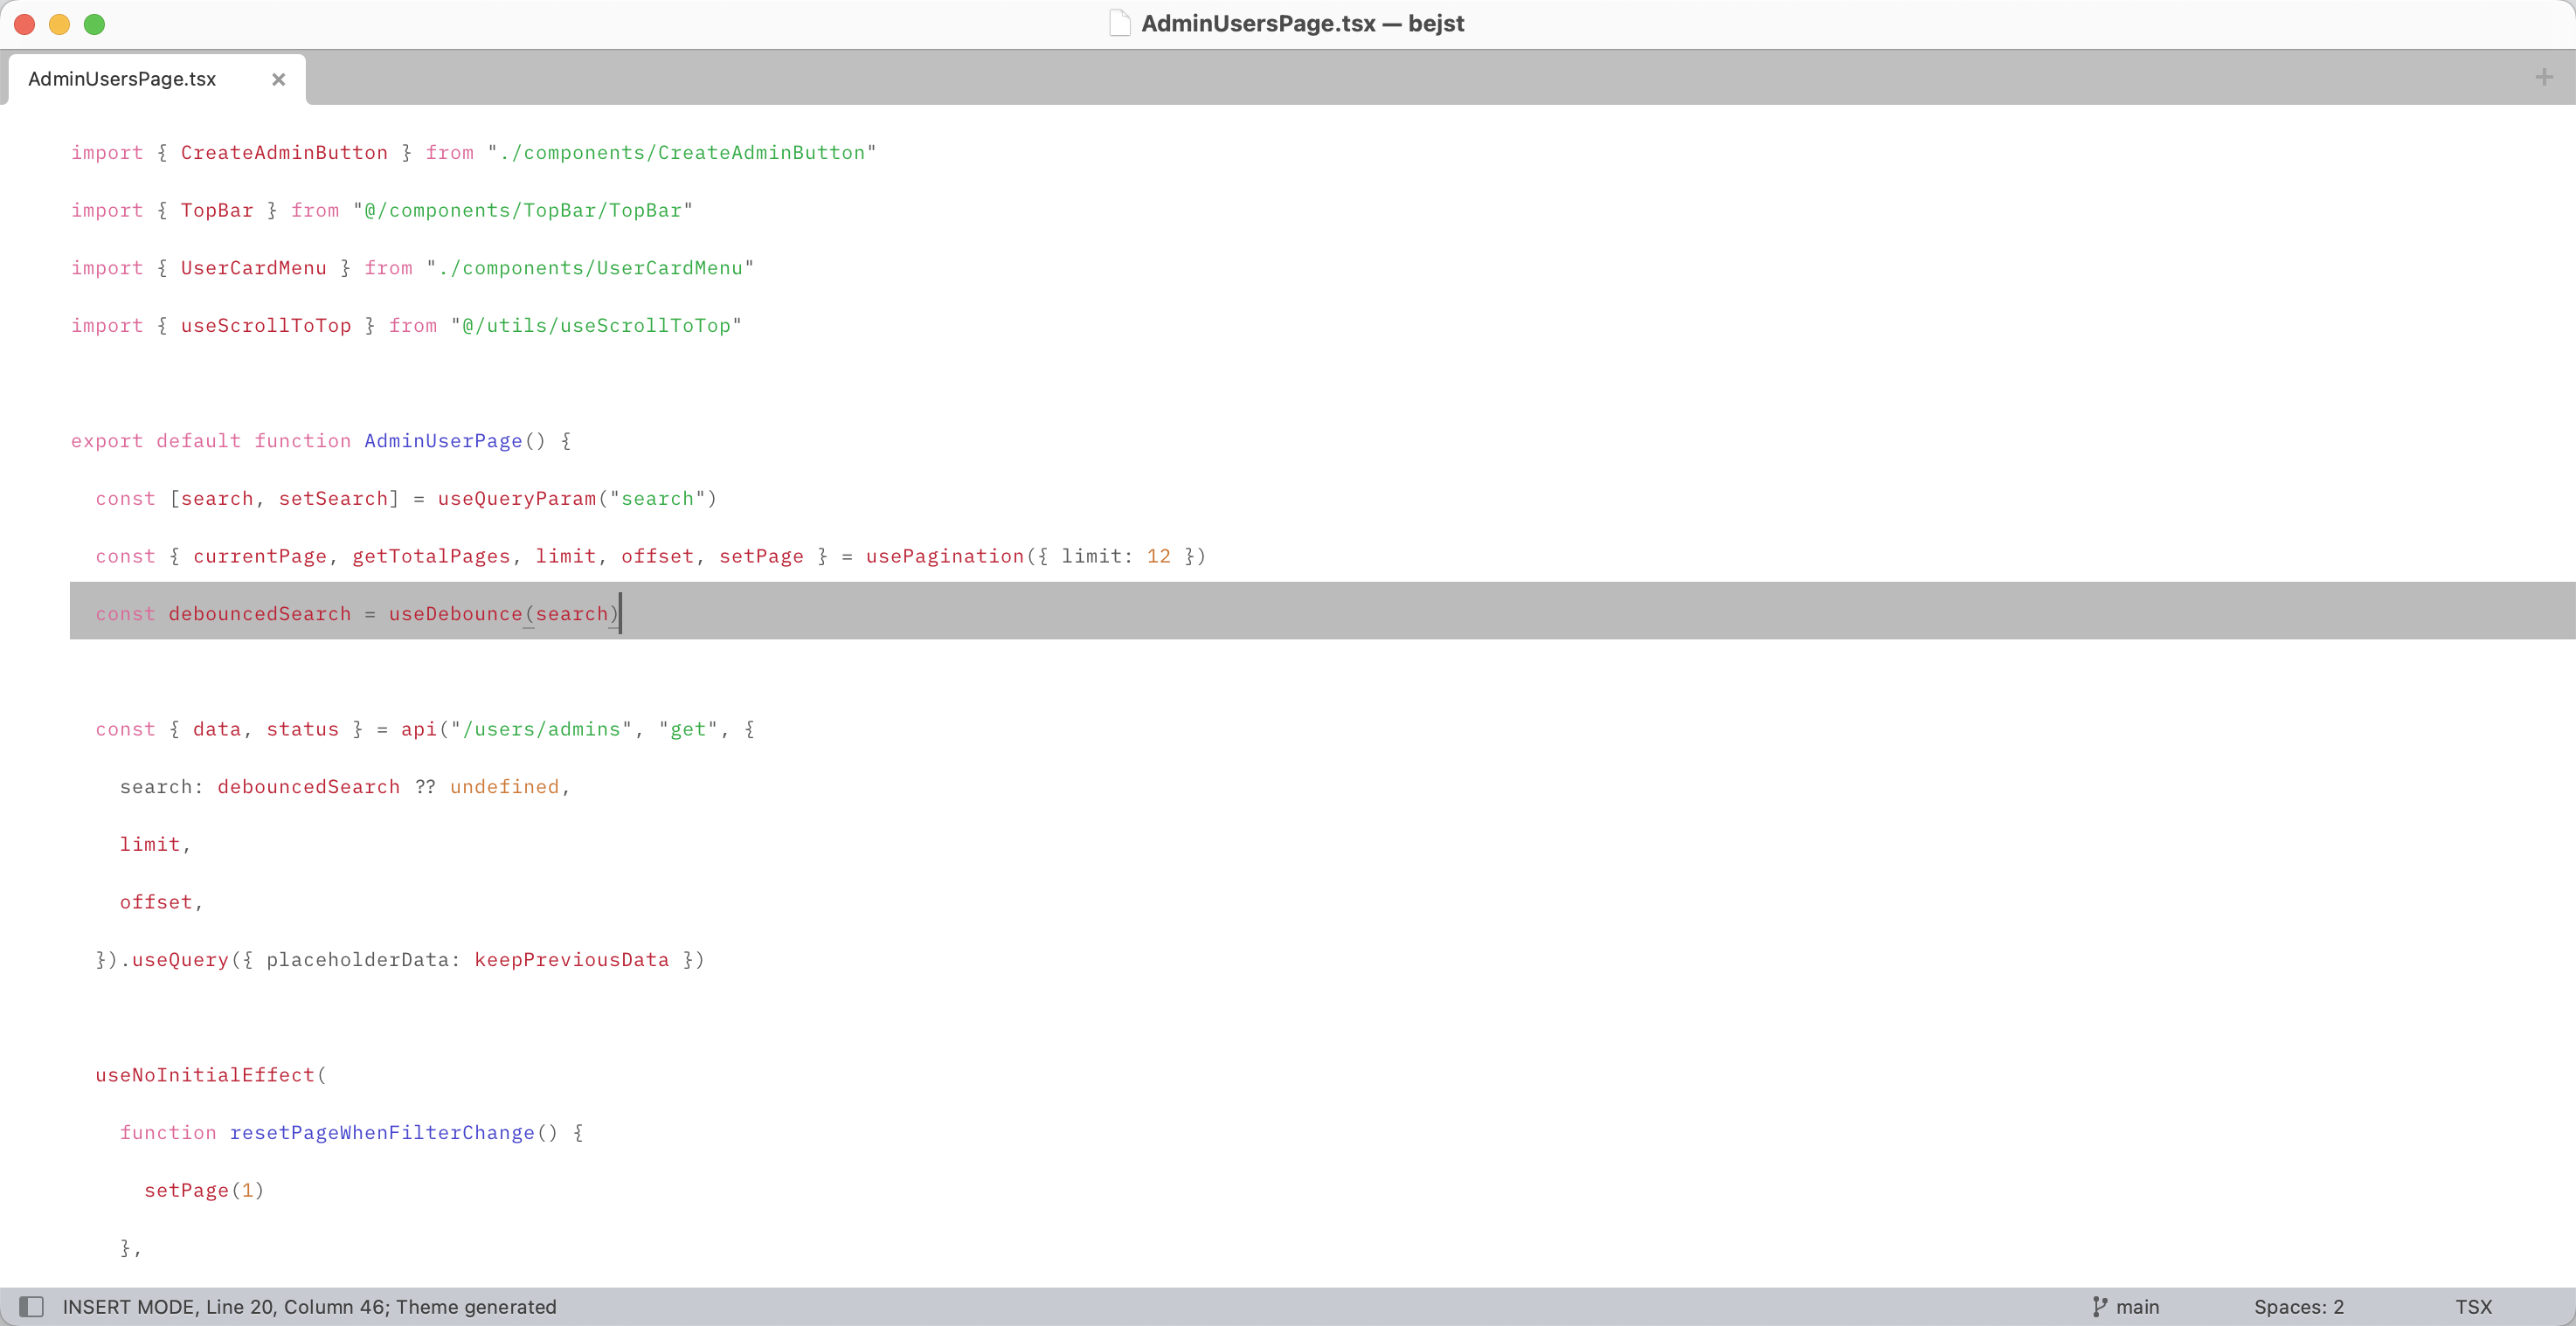 AdminUsersPage.tsx — bejst
AdminUsersPage.tsx
import { CreateAdminButton } from "./components/CreateAdminButton"
import { TopBar } from "@/components/TopBar/TopBar"
import { UserCardMenu } from "./components/UserCardMenu"
import { useScrollToTop } from "@/utils/useScrollToTop"
export default function AdminUserPage() {
  const [search, setSearch] = useQueryParam("search")
  const { currentPage, getTotalPages, limit, offset, setPage } = usePagination({ limit: 12 })
  const debouncedSearch = useDebounce(search)
  const { data, status } = api("/users/admins", "get", {
    search: debouncedSearch ?? undefined,
    limit,
    offset,
  }).useQuery({ placeholderData: keepPreviousData })
  useNoInitialEffect(
    function resetPageWhenFilterChange() {
      setPage(1)
    },
INSERT MODE, Line 20, Column 46; Theme generated main Spaces: 2 TSX